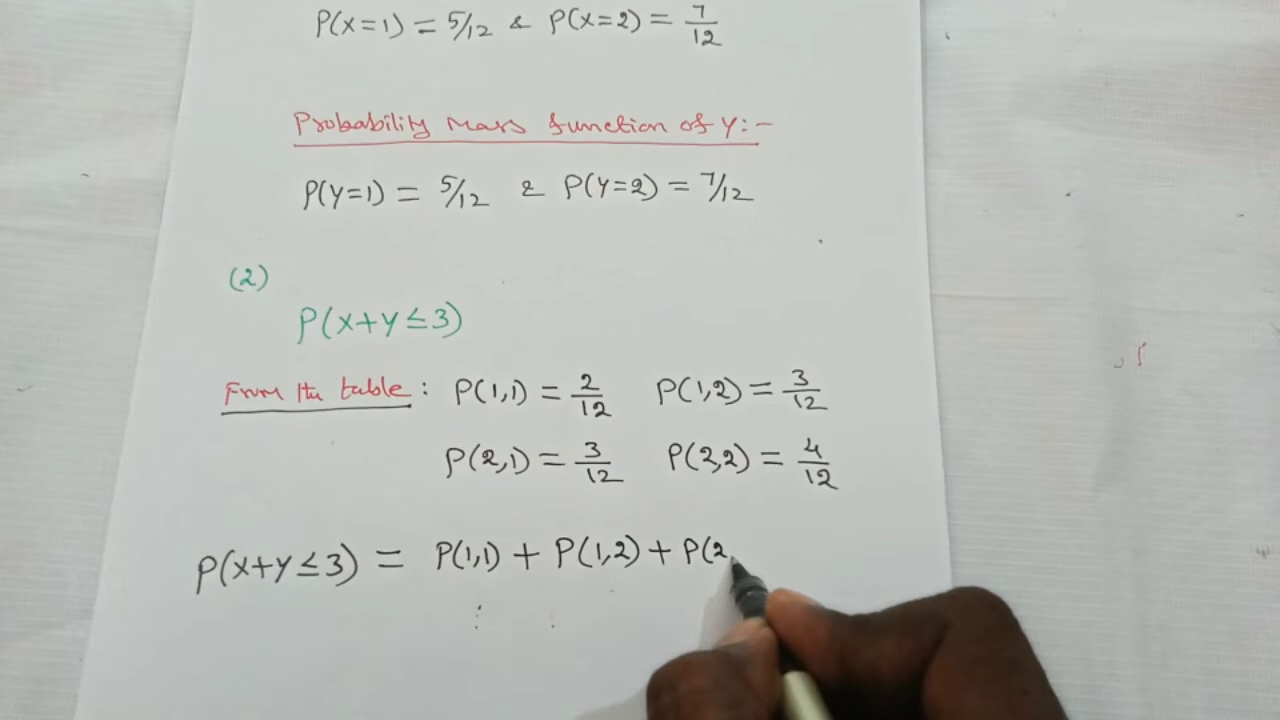 P(X=1) = 5/12 & P(X=2) = 7/12
Probability Mass function of Y:-
P(Y=1) = 5/12 & P(Y=2) = 7/12
(2)
P(X+Y≤3)
From the table: P(1,1) = 2/12 P(1,2) = 3/12
P(2,1) = 3/12 P(2,2) = 4/12
P(X+Y≤3) = P(1,1) + P(1,2) + P(2